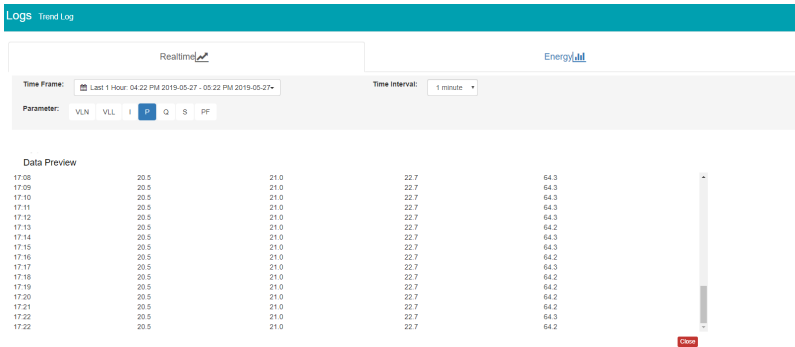 Logs Trend Log
Realtime Energy
Time Frame: Last 1 Hour: 04:22 PM 2019-05-27 - 05:22 PM 2019-05-27 Time Interval: 1 minute
Parameter: VLN VLL I P Q S PF
Data Preview
17:08 20.5 21.0 22.7 64.3
17:09 20.5 21.0 22.7 64.3
17:10 20.5 21.0 22.7 64.3
17:11 20.5 21.0 22.7 64.3
17:12 20.5 21.0 22.7 64.3
17:13 20.5 21.0 22.7 64.2
17:14 20.5 21.0 22.7 64.3
17:15 20.5 21.0 22.7 64.3
17:16 20.5 21.0 22.7 64.2
17:17 20.5 21.0 22.7 64.3
17:18 20.5 21.0 22.7 64.2
17:19 20.5 21.0 22.7 64.2
17:20 20.5 21.0 22.7 64.2
17:21 20.5 21.0 22.7 64.2
17:22 20.5 21.0 22.7 64.3
17:22 20.5 21.0 22.7 64.2
Close